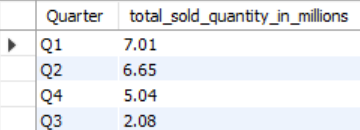 Quarter total_sold_quantity_in_millions
Q1 7.01
Q2 6.65
Q4 5.04
Q3 2.08